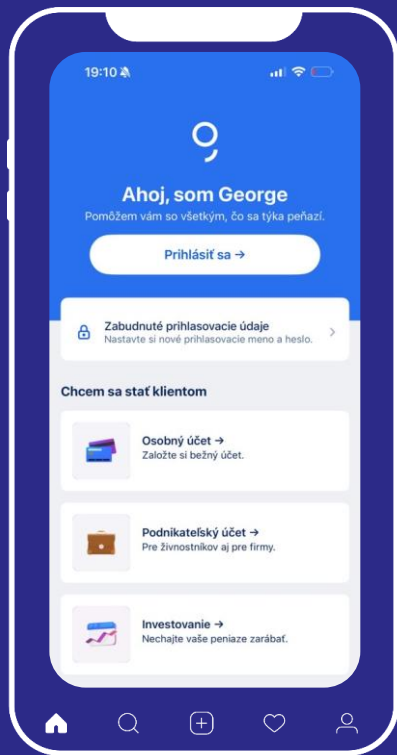 19:10
Ahoj, som George
Pomôžem vám so všetkým, čo sa týka peňazí.
Prihlásiť sa →
Zabudnuté prihlasovacie údaje
Nastavte si nové prihlasovacie meno a heslo.
Chcem sa stať klientom
Osobný účet →
Založte si bežný účet.
Podnikateľský účet →
Pre živnostníkov aj pre firmy.
Investovanie →
Nechajte vaše peniaze zarábať.